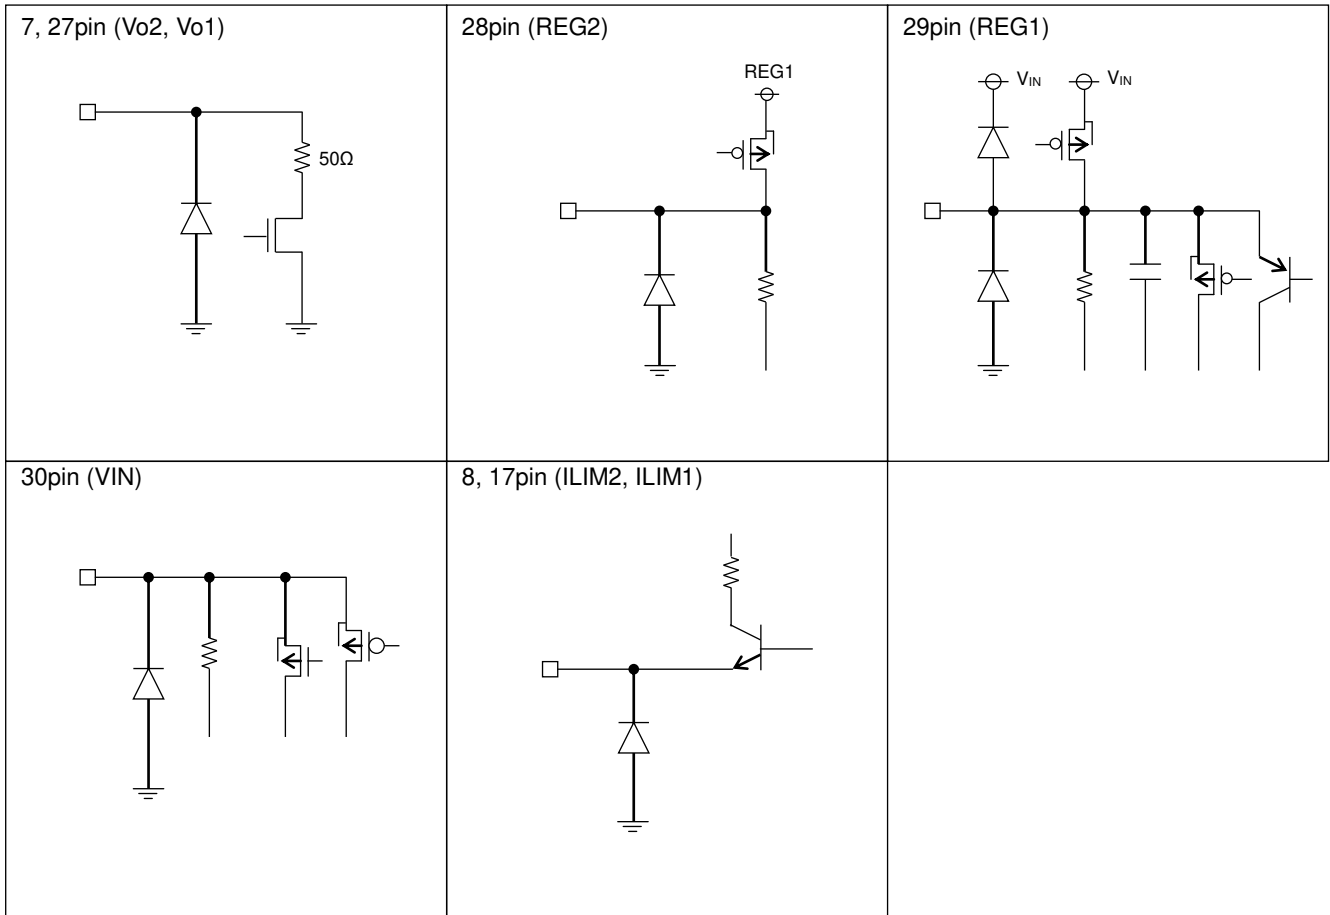 7, 27pin (Vo2, Vo1)
50Ω
28pin (REG2)
REG1
29pin (REG1)
VIN
VIN
30pin (VIN)
8, 17pin (ILIM2, ILIM1)